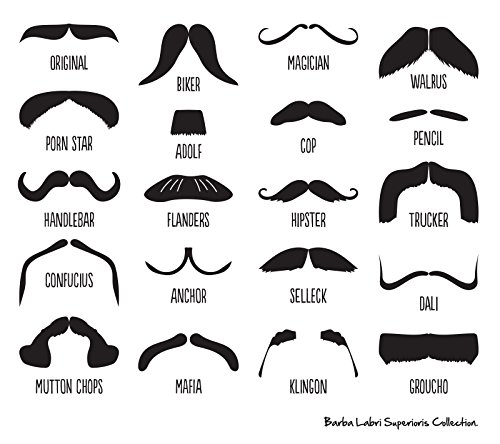 ORIGINAL
BIKER
MAGICIAN
WALRUS
PORN STAR
ADOLF
COP
PENCIL
HANDLEBAR
FLANDERS
HIPSTER
TRUCKER
CONFUCIUS
ANCHOR
SELLECK
DALI
MUTTON CHOPS
MAFIA
KLINGON
GROUCHO
Barba Labri Superioris Collection